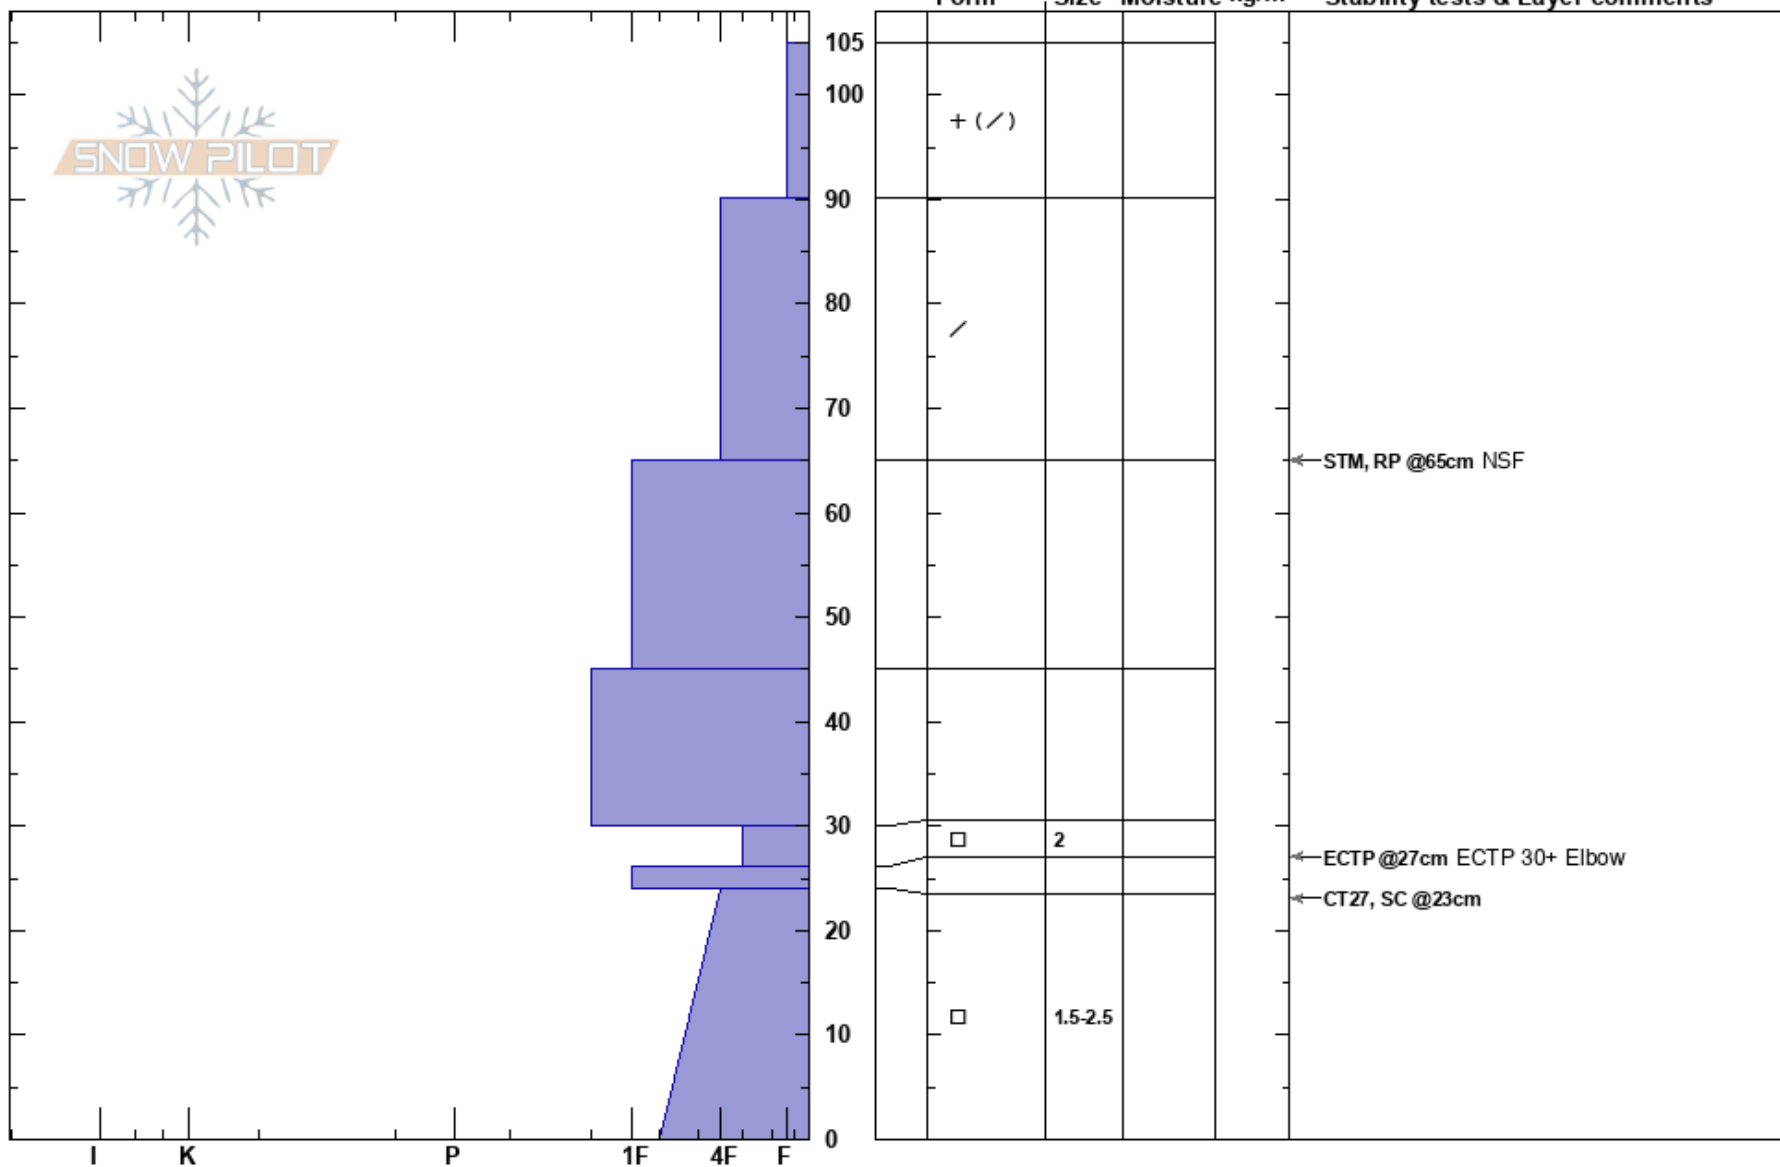 Form Size Moisture Stability tests & Layer comments
SNOW PILOT
105
100
+ (/)
90
80
/
70
STM, RP @65cm NSF
60
50
40
30
□ 2
ECTP @27cm ECTP 30+ Elbow
CT27, SC @23cm
20
□ 1.5-2.5
10
0
I K P 1F 4F F